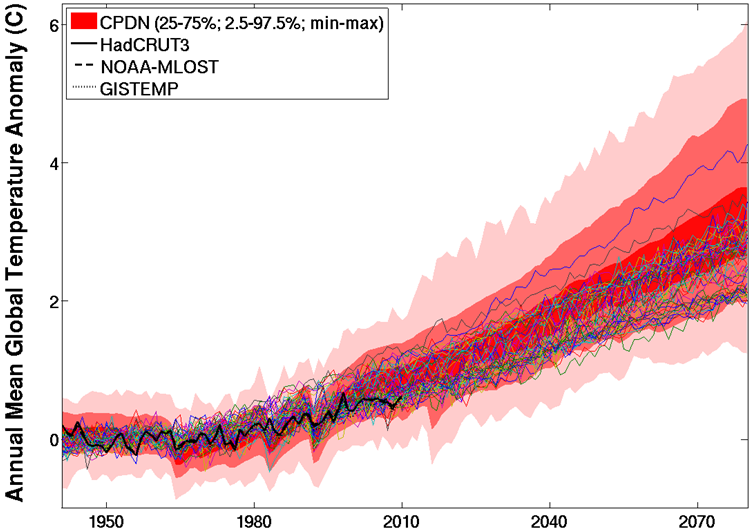 Annual Mean Global Temperature Anomaly (C)
CPDN (25-75%; 2.5-97.5%; min-max)
HadCRUT3
NOAA-MLOST
GISTEMP
6
4
2
0
1950 1980 2010 2040 2070